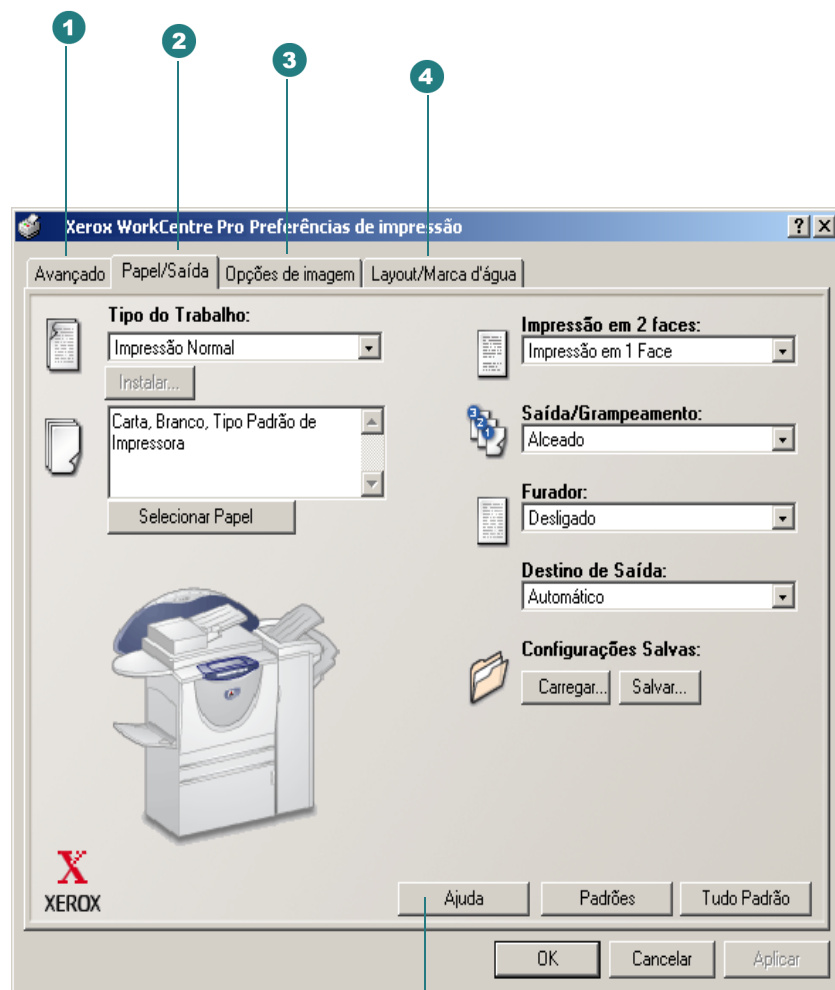 1
2
3
4
Xerox WorkCentre Pro Preferências de impressão
Avançado
Papel/Saída
Opções de imagem
Layout/Marca d'água
Tipo do Trabalho:
Impressão Normal
Instalar...
Carta, Branco, Tipo Padrão de
Impressora
Selecionar Papel
Impressão em 2 faces:
Impressão em 1 Face
3
2
1
Saída/Grampeamento:
Alceado
Furador:
Desligado
Destino de Saída:
Automático
Configurações Salvas:
Carregar...
Salvar...
X
XEROX
Ajuda
Padrões
Tudo Padrão
OK
Cancelar
Aplicar